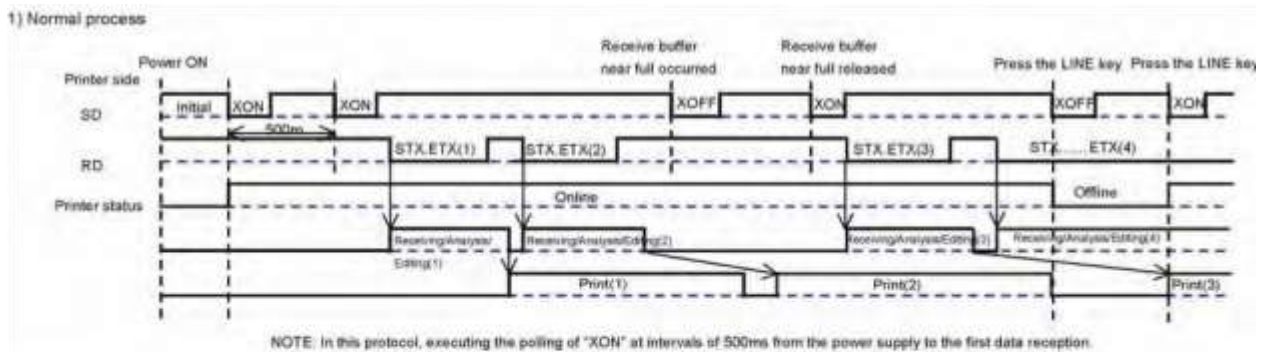 1) Normal process
Receive buffer Receive buffer
Power ON near full occurred near full released Press the LINE key Press the LINE key
Printer side
SD Initial XON XON XOFF XON XOFF XON
500m
RD STX.ETX(1) STX.ETX(2) STX.ETX(3) STX......ETX(4)
Printer status Online Offline
Receiving/Analysis/ Receiving/Analysis/Editing(2) Receiving/Analysis/Editing(3) Receiving/Analysis/Editing(4)
Editing(1)
Print(1) Print(2) Print(3)
NOTE: In this protocol, executing the polling of "XON" at intervals of 500ms from the power supply to the first data reception.